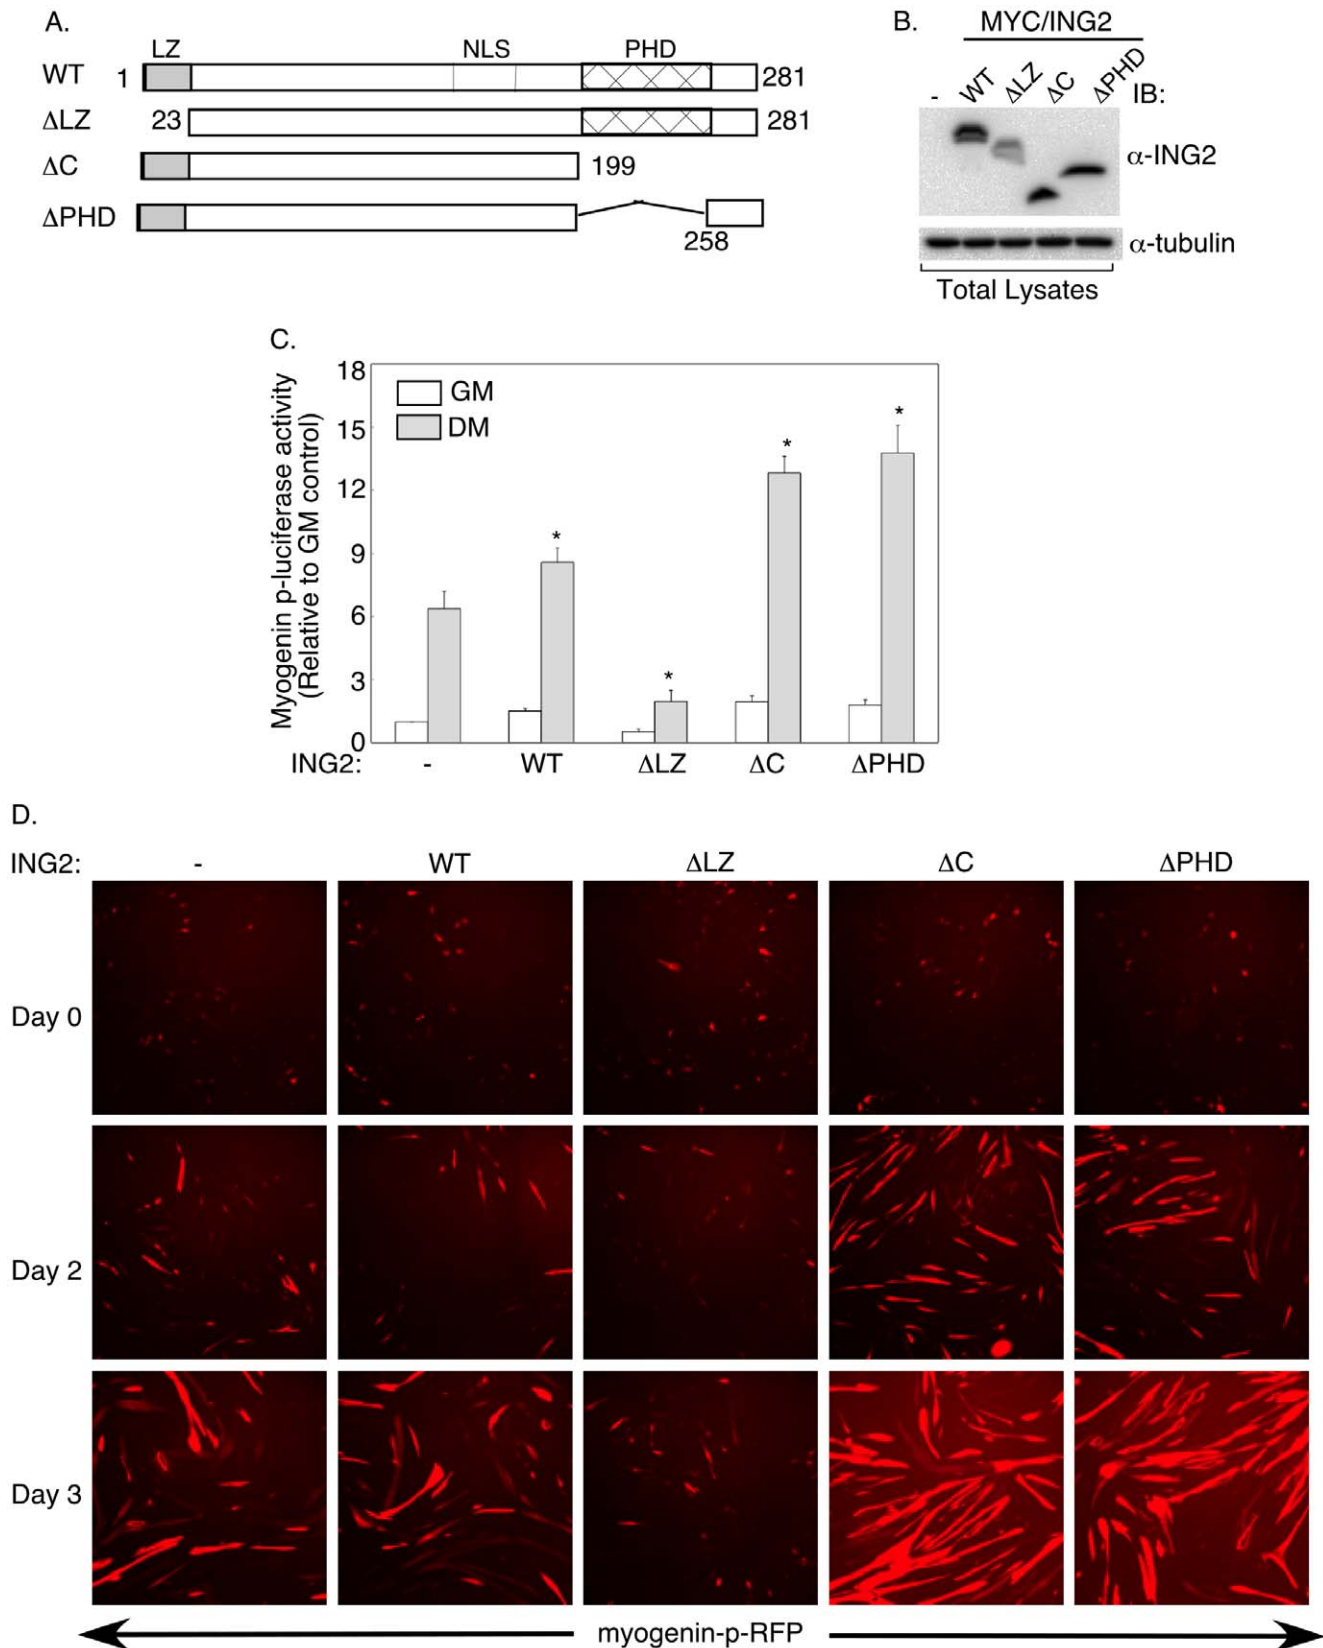 A.
LZ NLS PHD
WT 1 281
ΔLZ 23 281
ΔC 199
ΔPHD 258
B.
MYC/ING2
- WT ΔLZ ΔC ΔPHD IB:
α-ING2
α-tubulin
Total Lysates
C.
Myogenin p-luciferase activity
(Relative to GM control)
18
15
12
9
6
3
0
GM
DM
*
*
*
*
ING2: - WT ΔLZ ΔC ΔPHD
D.
ING2: - WT ΔLZ ΔC ΔPHD
Day 0
Day 2
Day 3
myogenin-p-RFP